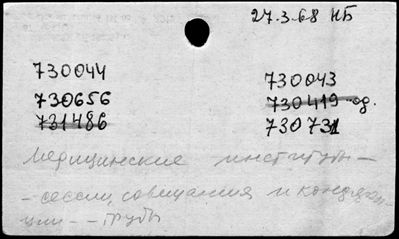 27.3.68 НБ
730044 730043
730656 730419 од.
731486 730731
Медицинские институты -
- сессии, совещания и конферен-
ции - - труды